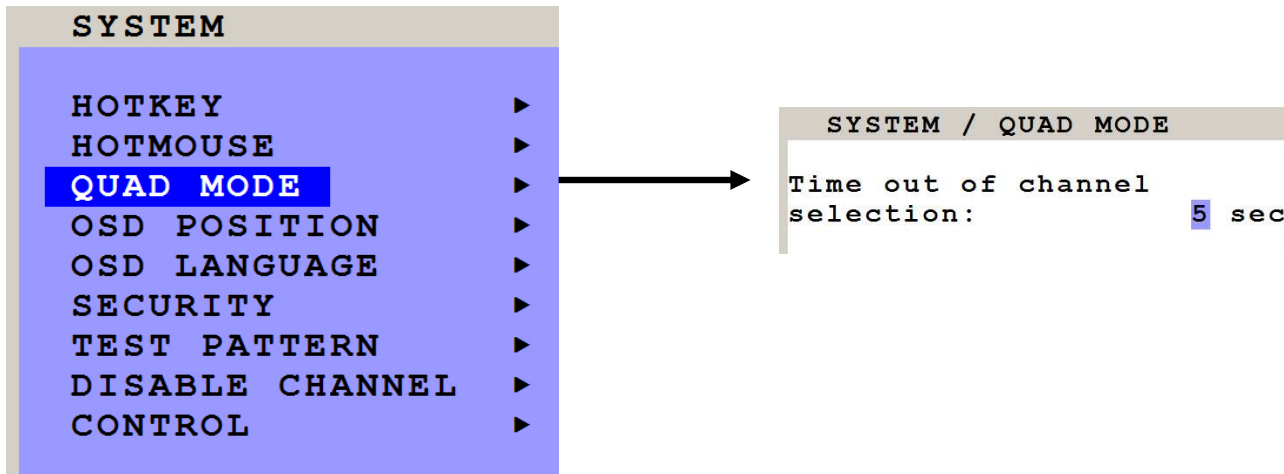 SYSTEM
HOTKEY ►
HOTMOUSE ►
QUAD MODE ►
OSD POSITION ►
OSD LANGUAGE ►
SECURITY ►
TEST PATTERN ►
DISABLE CHANNEL ►
CONTROL ►
SYSTEM / QUAD MODE
Time out of channel
selection: 5 sec